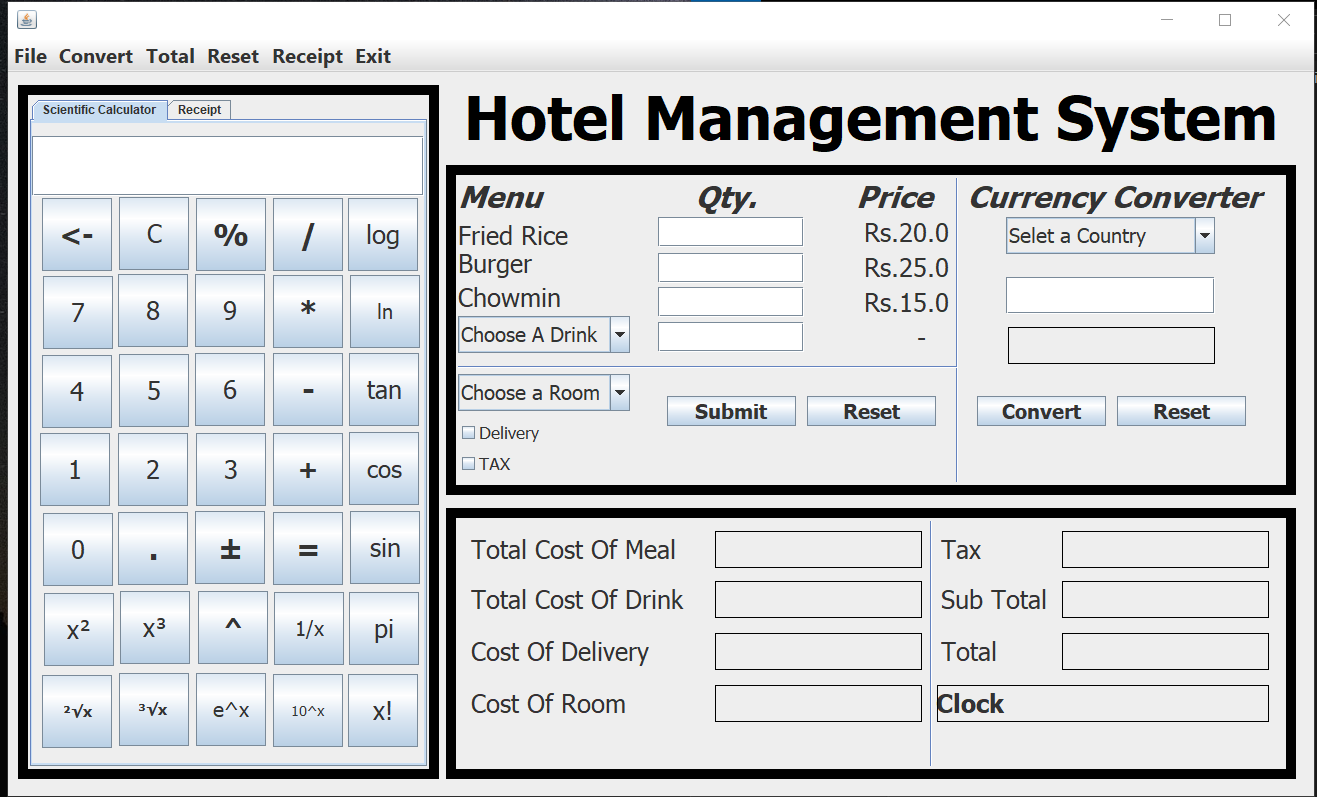 File Convert Total Reset Receipt Exit
Scientific Calculator Receipt
<- C % / log
7 8 9 * ln
4 5 6 - tan
1 2 3 + cos
0 . ± = sin
x² x³ ^ 1/x pi
²√x ³√x e^x 10^x x!
Hotel Management System
Menu Qty. Price
Fried Rice Rs.20.0
Burger Rs.25.0
Chowmin Rs.15.0
Choose A Drink -
Choose a Room
Submit Reset
Delivery
TAX
Currency Converter
Selet a Country
Convert Reset
Total Cost Of Meal
Total Cost Of Drink
Cost Of Delivery
Cost Of Room
Tax
Sub Total
Total
Clock